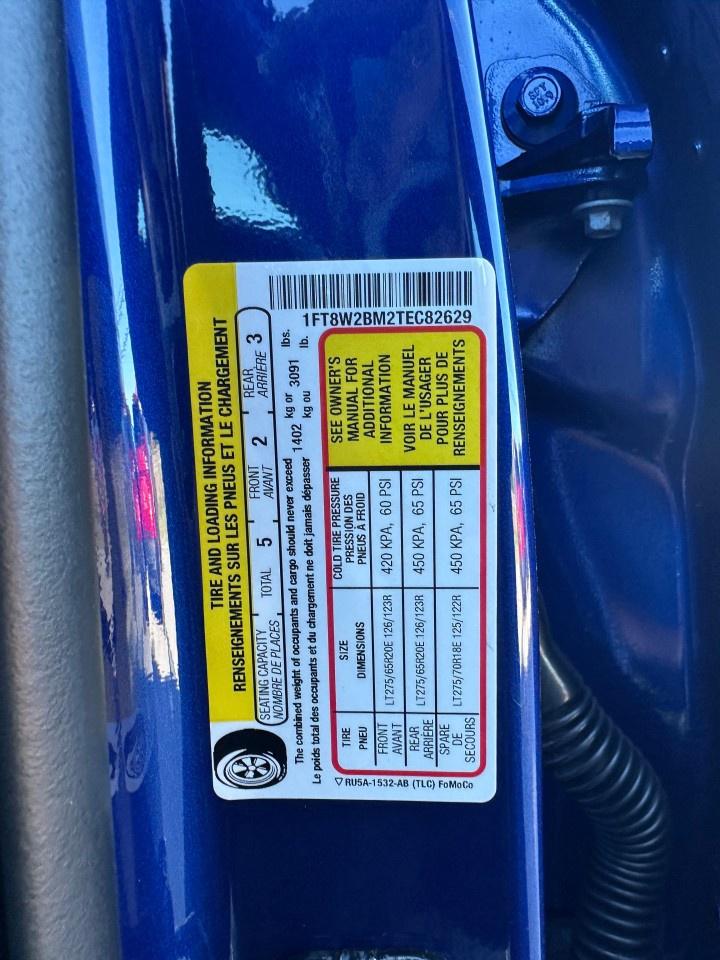 SPY
10.9
1FT8W2BM2TEC82629
TIRE AND LOADING INFORMATION
RENSEIGNEMENTS SUR LES PNEUS ET LE CHARGEMENT
SEATING CAPACITY TOTAL 5 FRONT 2 REAR 3
NOMBRE DE PLACES AVANT ARRIÈRE
The combined weight of occupants and cargo should never exceed 1402 kg or 3091 lbs.
Le poids total des occupants et du chargement ne doit jamais dépasser kg ou lb.
TIRE SIZE COLD TIRE PRESSURE
PNEU DIMENSIONS PRESSION DES
PNEUS À FROID
FRONT LT275/65R20E 126/123R 420 KPA, 60 PSI
AVANT
REAR LT275/65R20E 126/123R 450 KPA, 65 PSI
ARRIÈRE
SPARE LT275/70R18E 125/122R 450 KPA, 65 PSI
DE
SECOURS
SEE OWNER'S
MANUAL FOR
ADDITIONAL
INFORMATION
VOIR LE MANUEL
DE L'USAGER
POUR PLUS DE
RENSEIGNEMENTS
RU5A-1532-AB (TLC) FoMoCo